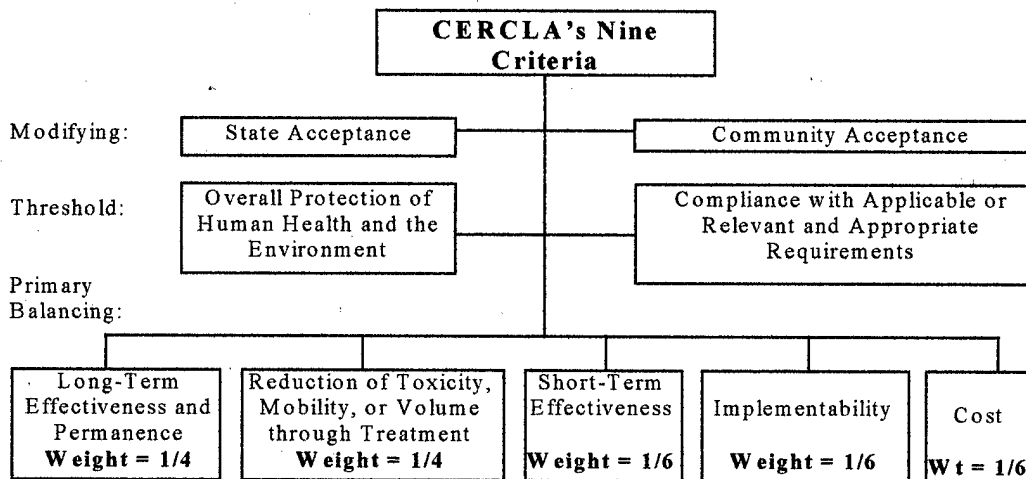 CERCLA's Nine
Criteria
Modifying:
State Acceptance
Community Acceptance
Threshold:
Overall Protection of
Human Health and the
Environment
Compliance with Applicable or
Relevant and Appropriate
Requirements
Primary
Balancing:
Long-Term
Effectiveness and
Permanence
Weight = 1/4
Reduction of Toxicity,
Mobility, or Volume
through Treatment
Weight = 1/4
Short-Term
Effectiveness
Weight = 1/6
Implementability
Weight = 1/6
Cost
Wt = 1/6